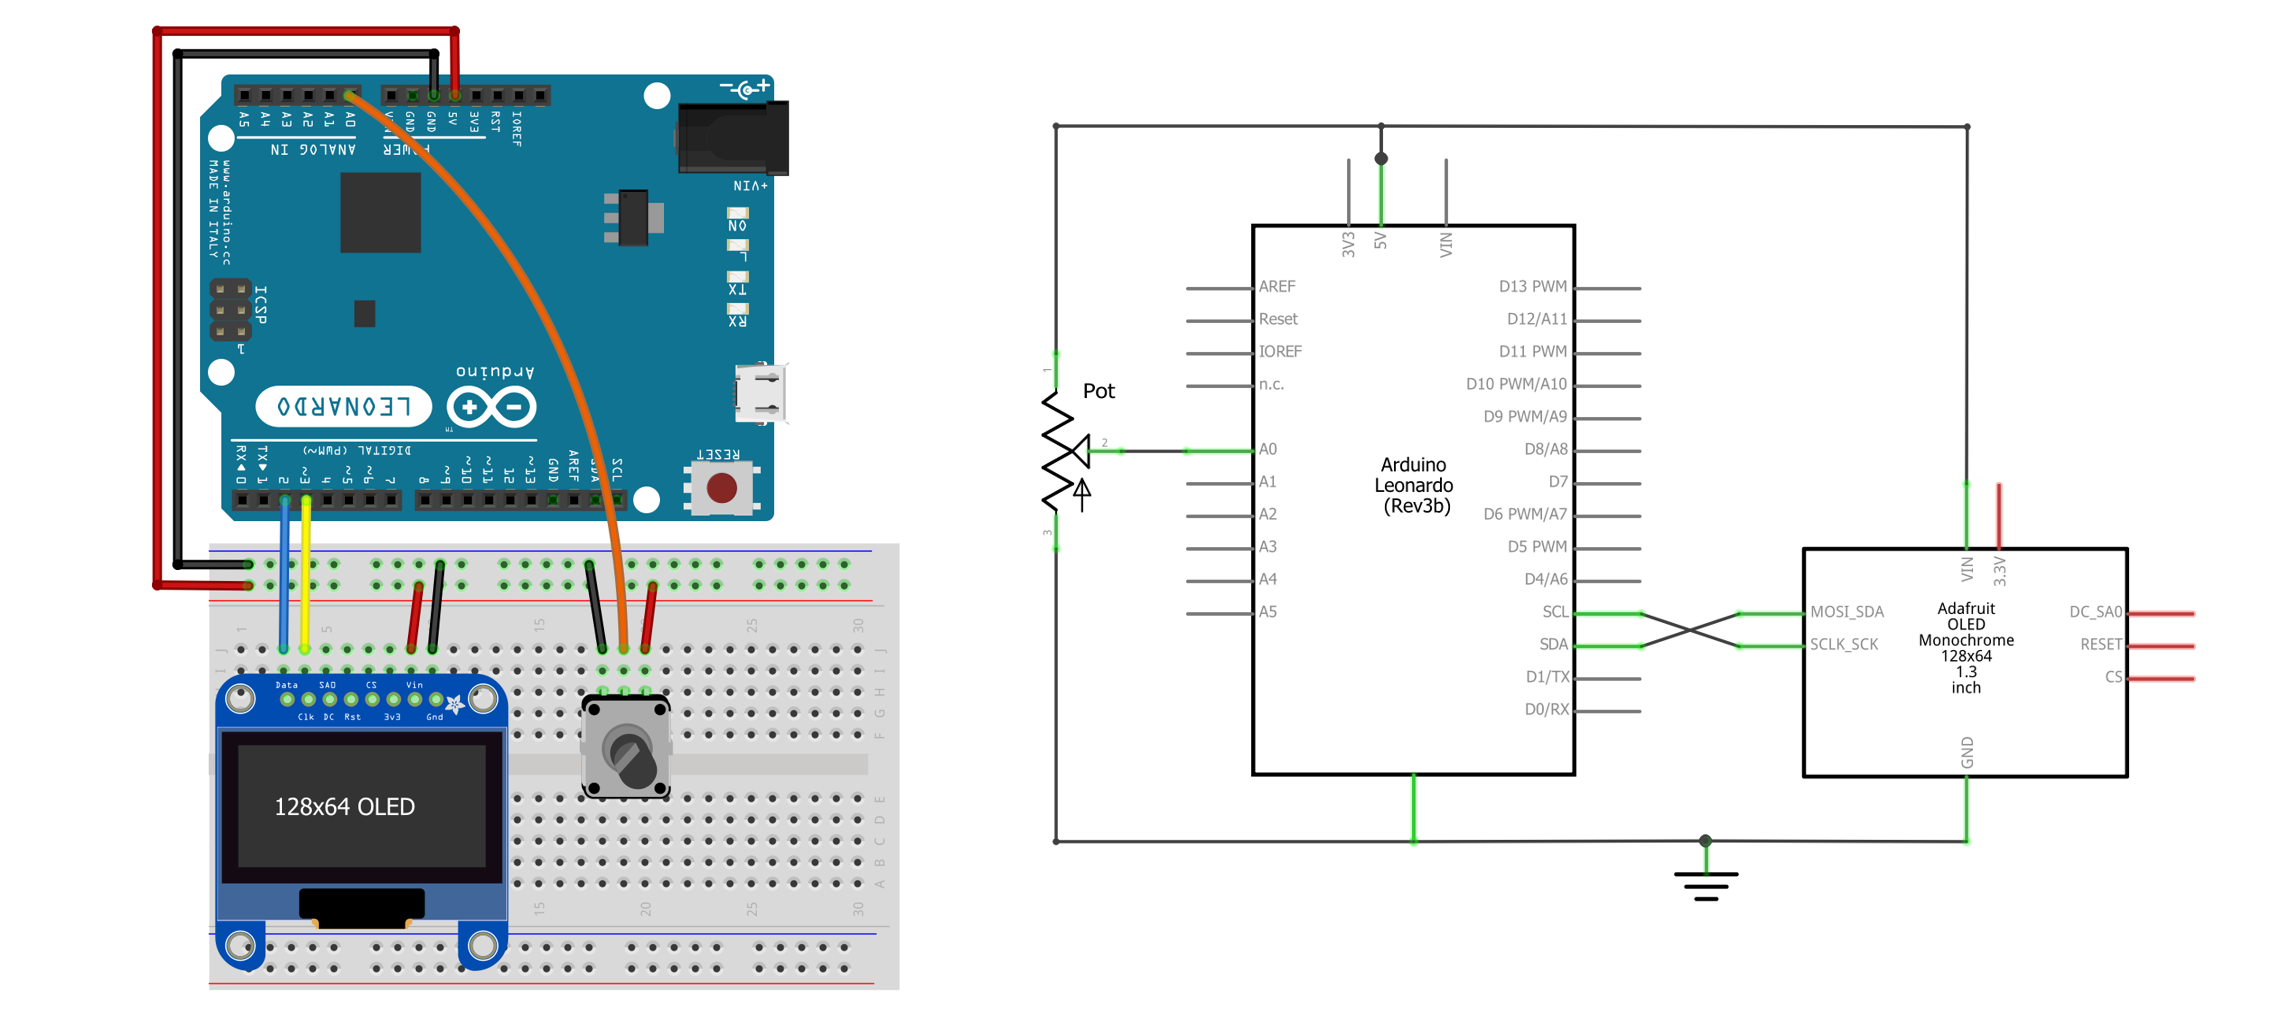 A5 A4 A3 A2 A1 A0 VIN GND GND 5V 3V3 RST IOREF
ANALOG IN POWER
www.arduino.cc
MADE IN ITALY
+VIN
ON
L
TX
RX
ICSP
1
Arduino
TM
LEONARDO
RESET
DIGITAL (PWM~)
RX 0 TX 1 2 ~3 4 ~5 ~6 7 8 ~9 ~10 ~11 12 ~13 GND AREF SDA SCL
1 5 15 25 30
J J
I I
H
G
F
Data SA0 CS Vin
Clk DC Rst 3v3 Gnd
128x64 OLED
E
D
C
B
A
15 20 25 30
3V3 5V VIN
AREF D13 PWM
Reset D12/A11
IOREF D11 PWM
n.c. D10 PWM/A10
D9 PWM/A9
A0 D8/A8
A1 D7
A2 D6 PWM/A7
A3 D5 PWM
A4 D4/A6
A5 SCL
SDA
D1/TX
D0/RX
Arduino
Leonardo
(Rev3b)
Pot
1
2
3
VIN 3.3V
MOSI_SDA DC_SA0
SCLK_SCK RESET
CS
Adafruit
OLED
Monochrome
128x64
1.3
inch
GND